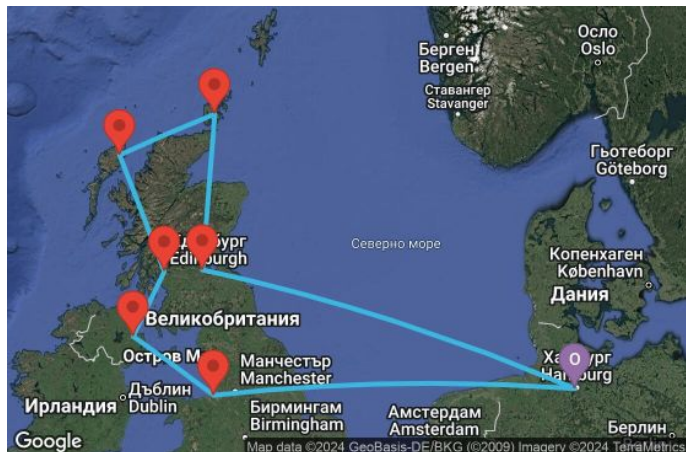 Осло
Oslo
Берген
Bergen
Ставангер
Stavanger
Гьотеборг
Göteborg
Edinburgh
Северно море
Копенхаген
København
Дания
Великобритания
Остров М
Манчестър
Manchester
Дъблин
Dublin
Ирландия
Бирмингам
Birmingham
O
Амстердам
Amsterdam
Берлин
Google
Map data ©2024 GeoBasis-DE/BKG (©2009) Imagery ©2024 TerraMetrics